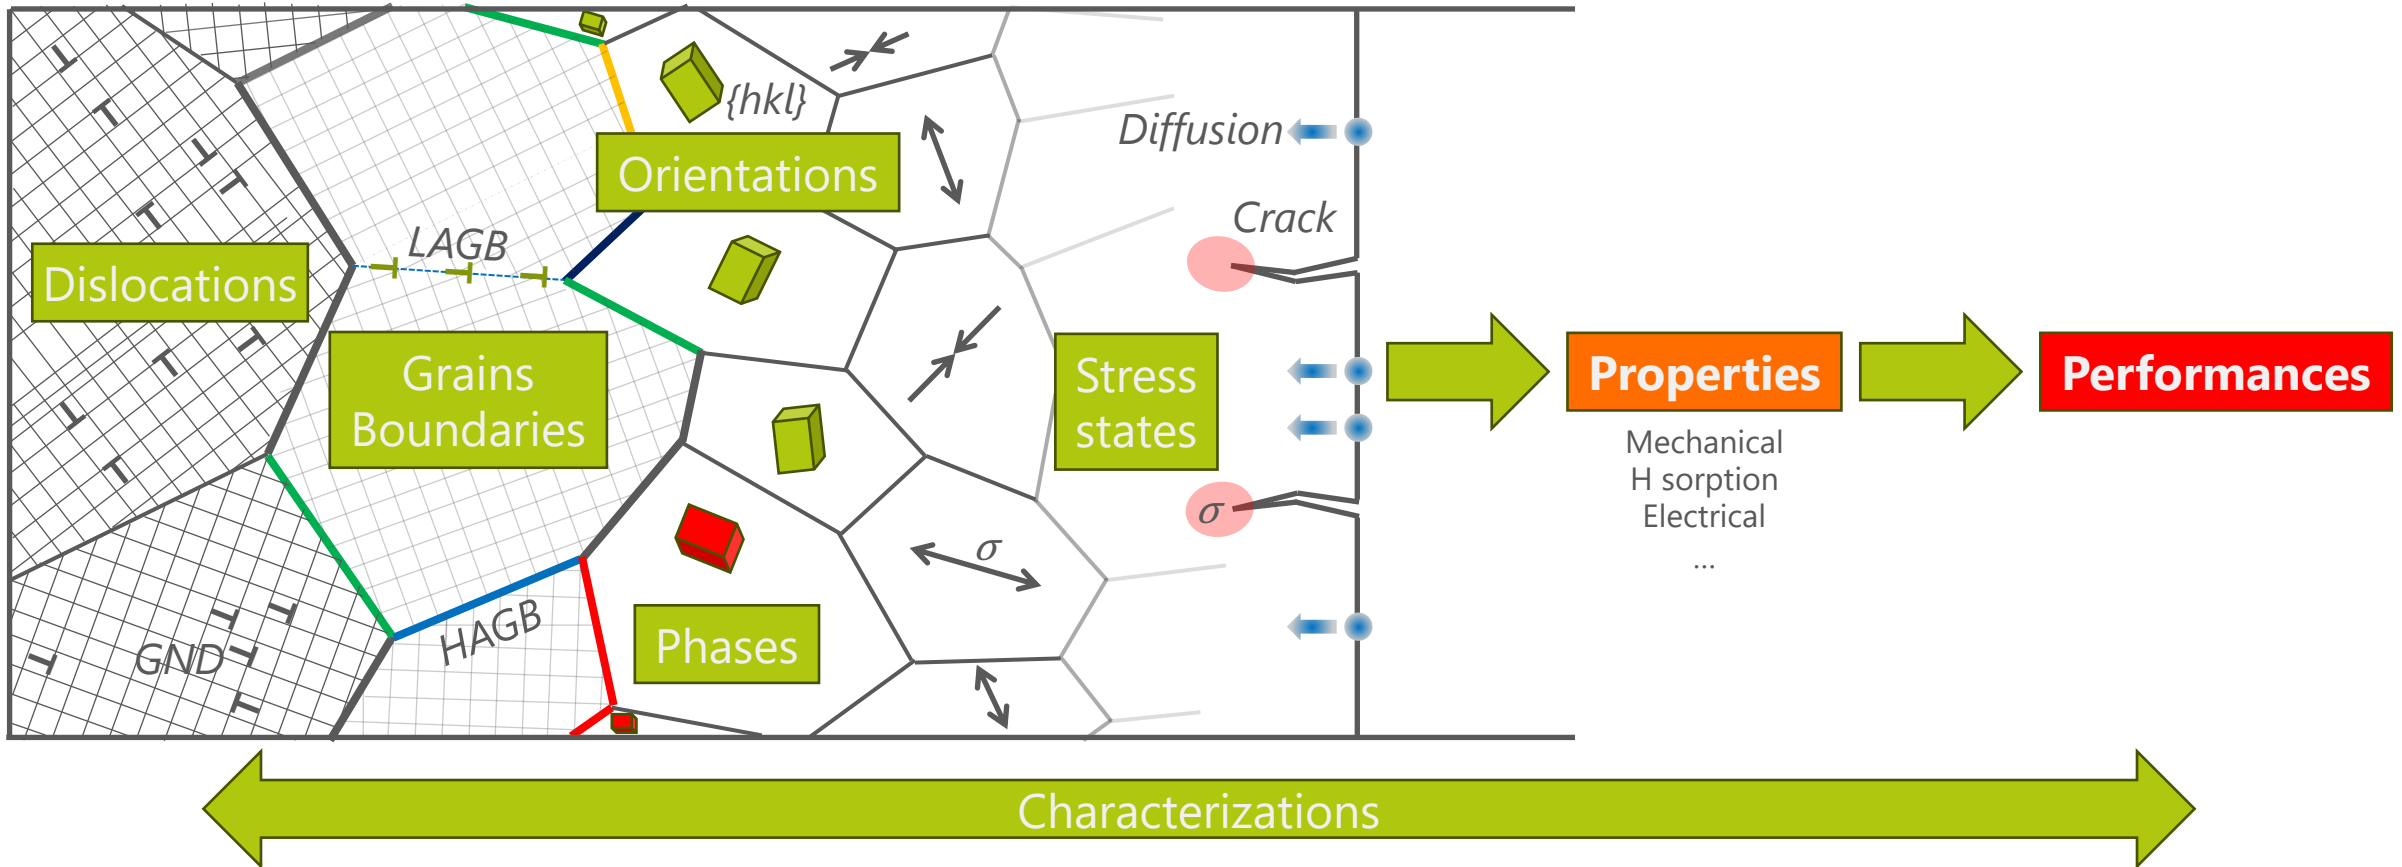 {hkl}
Orientations
Diffusion
LAGB
Crack
Dislocations
Grains
Boundaries
Stress
states
Properties
Performances
Mechanical
H sorption
Electrical
...
σ
σ
HAGB
GND
Phases
Characterizations